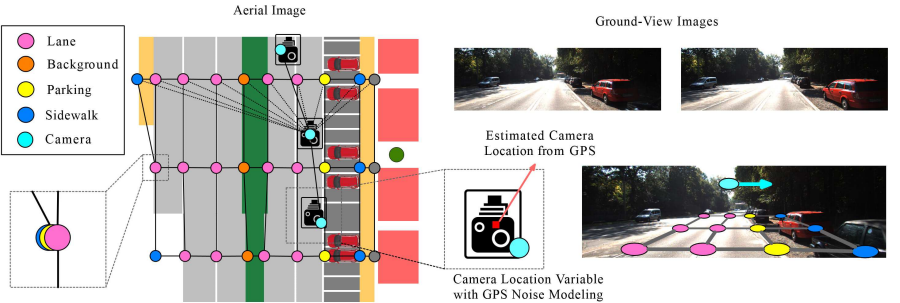 Aerial Image
Ground-View Images
Lane
Background
Parking
Sidewalk
Camera
Estimated Camera
Location from GPS
Camera Location Variable
with GPS Noise Modeling